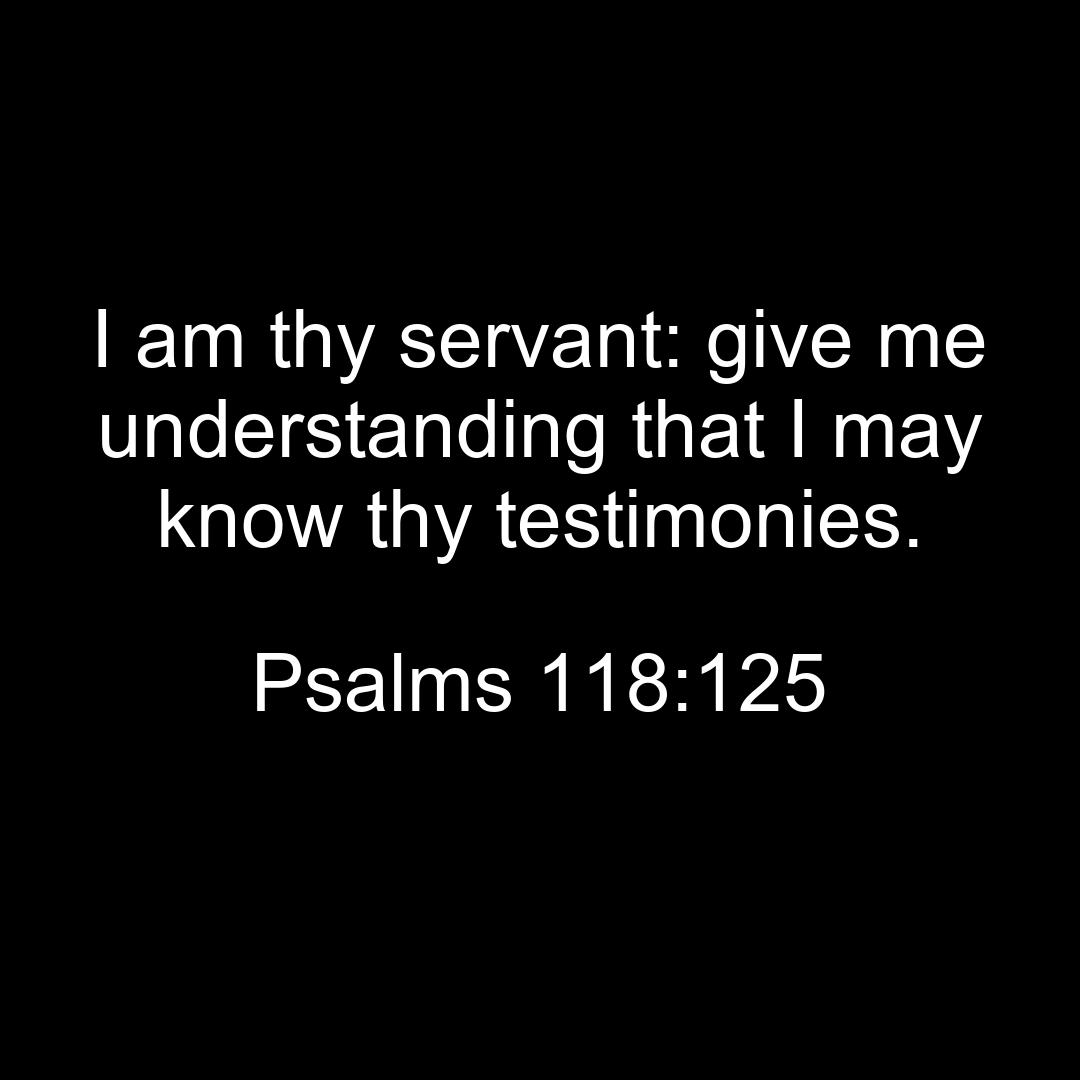 I am thy servant: give me
understanding that I may
know thy testimonies.
Psalms 118:125